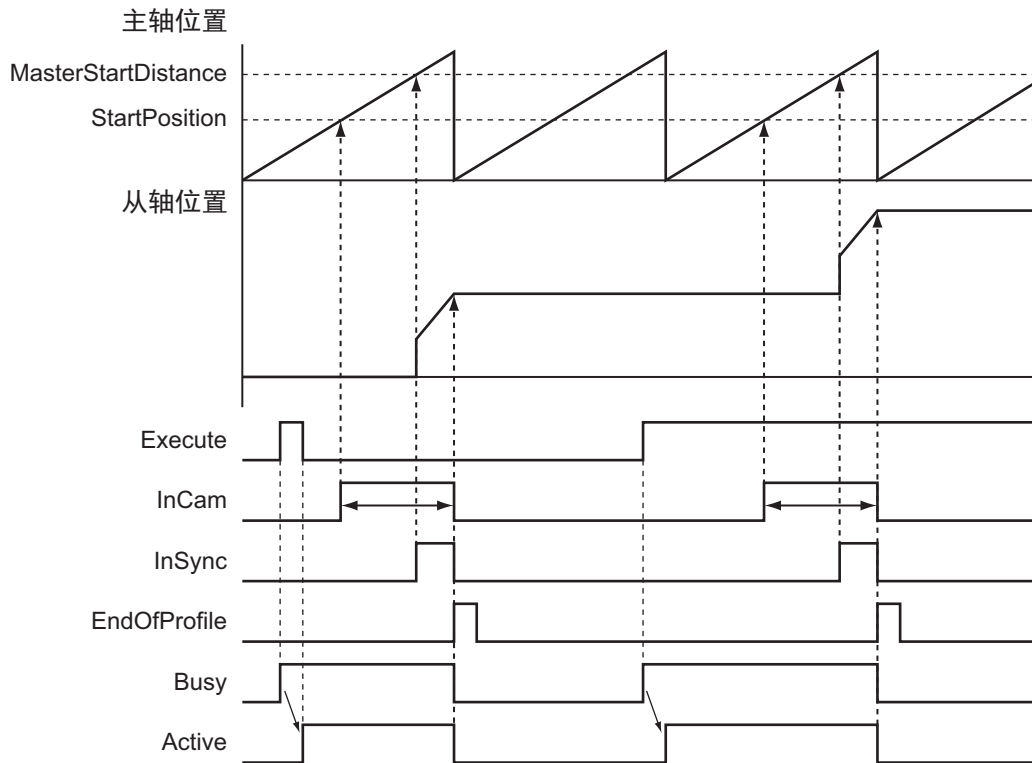 主轴位置
MasterStartDistance
StartPosition
从轴位置
Execute
InCam
InSync
EndOfProfile
Busy
Active